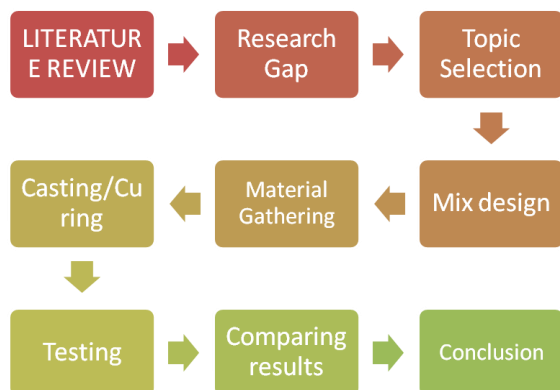 LITERATUR
E REVIEW
Research
Gap
Topic
Selection
Mix design
Material
Gathering
Casting/Cu
ring
Testing
Comparing
results
Conclusion